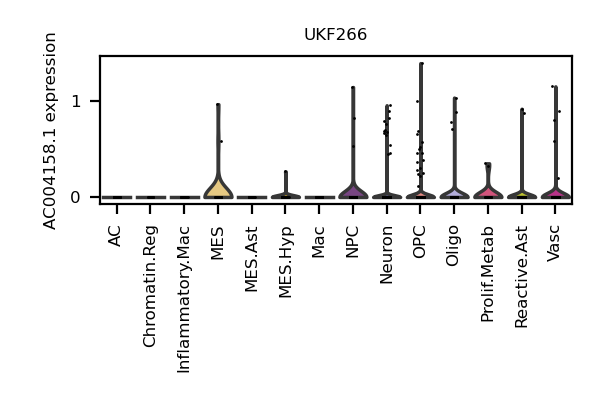 UKF266
AC004158.1 expression
1
0
AC
Chromatin.Reg
Inflammatory.Mac
MES
MES.Ast
MES.Hyp
Mac
NPC
Neuron
OPC
Oligo
Prolif.Metab
Reactive.Ast
Vasc